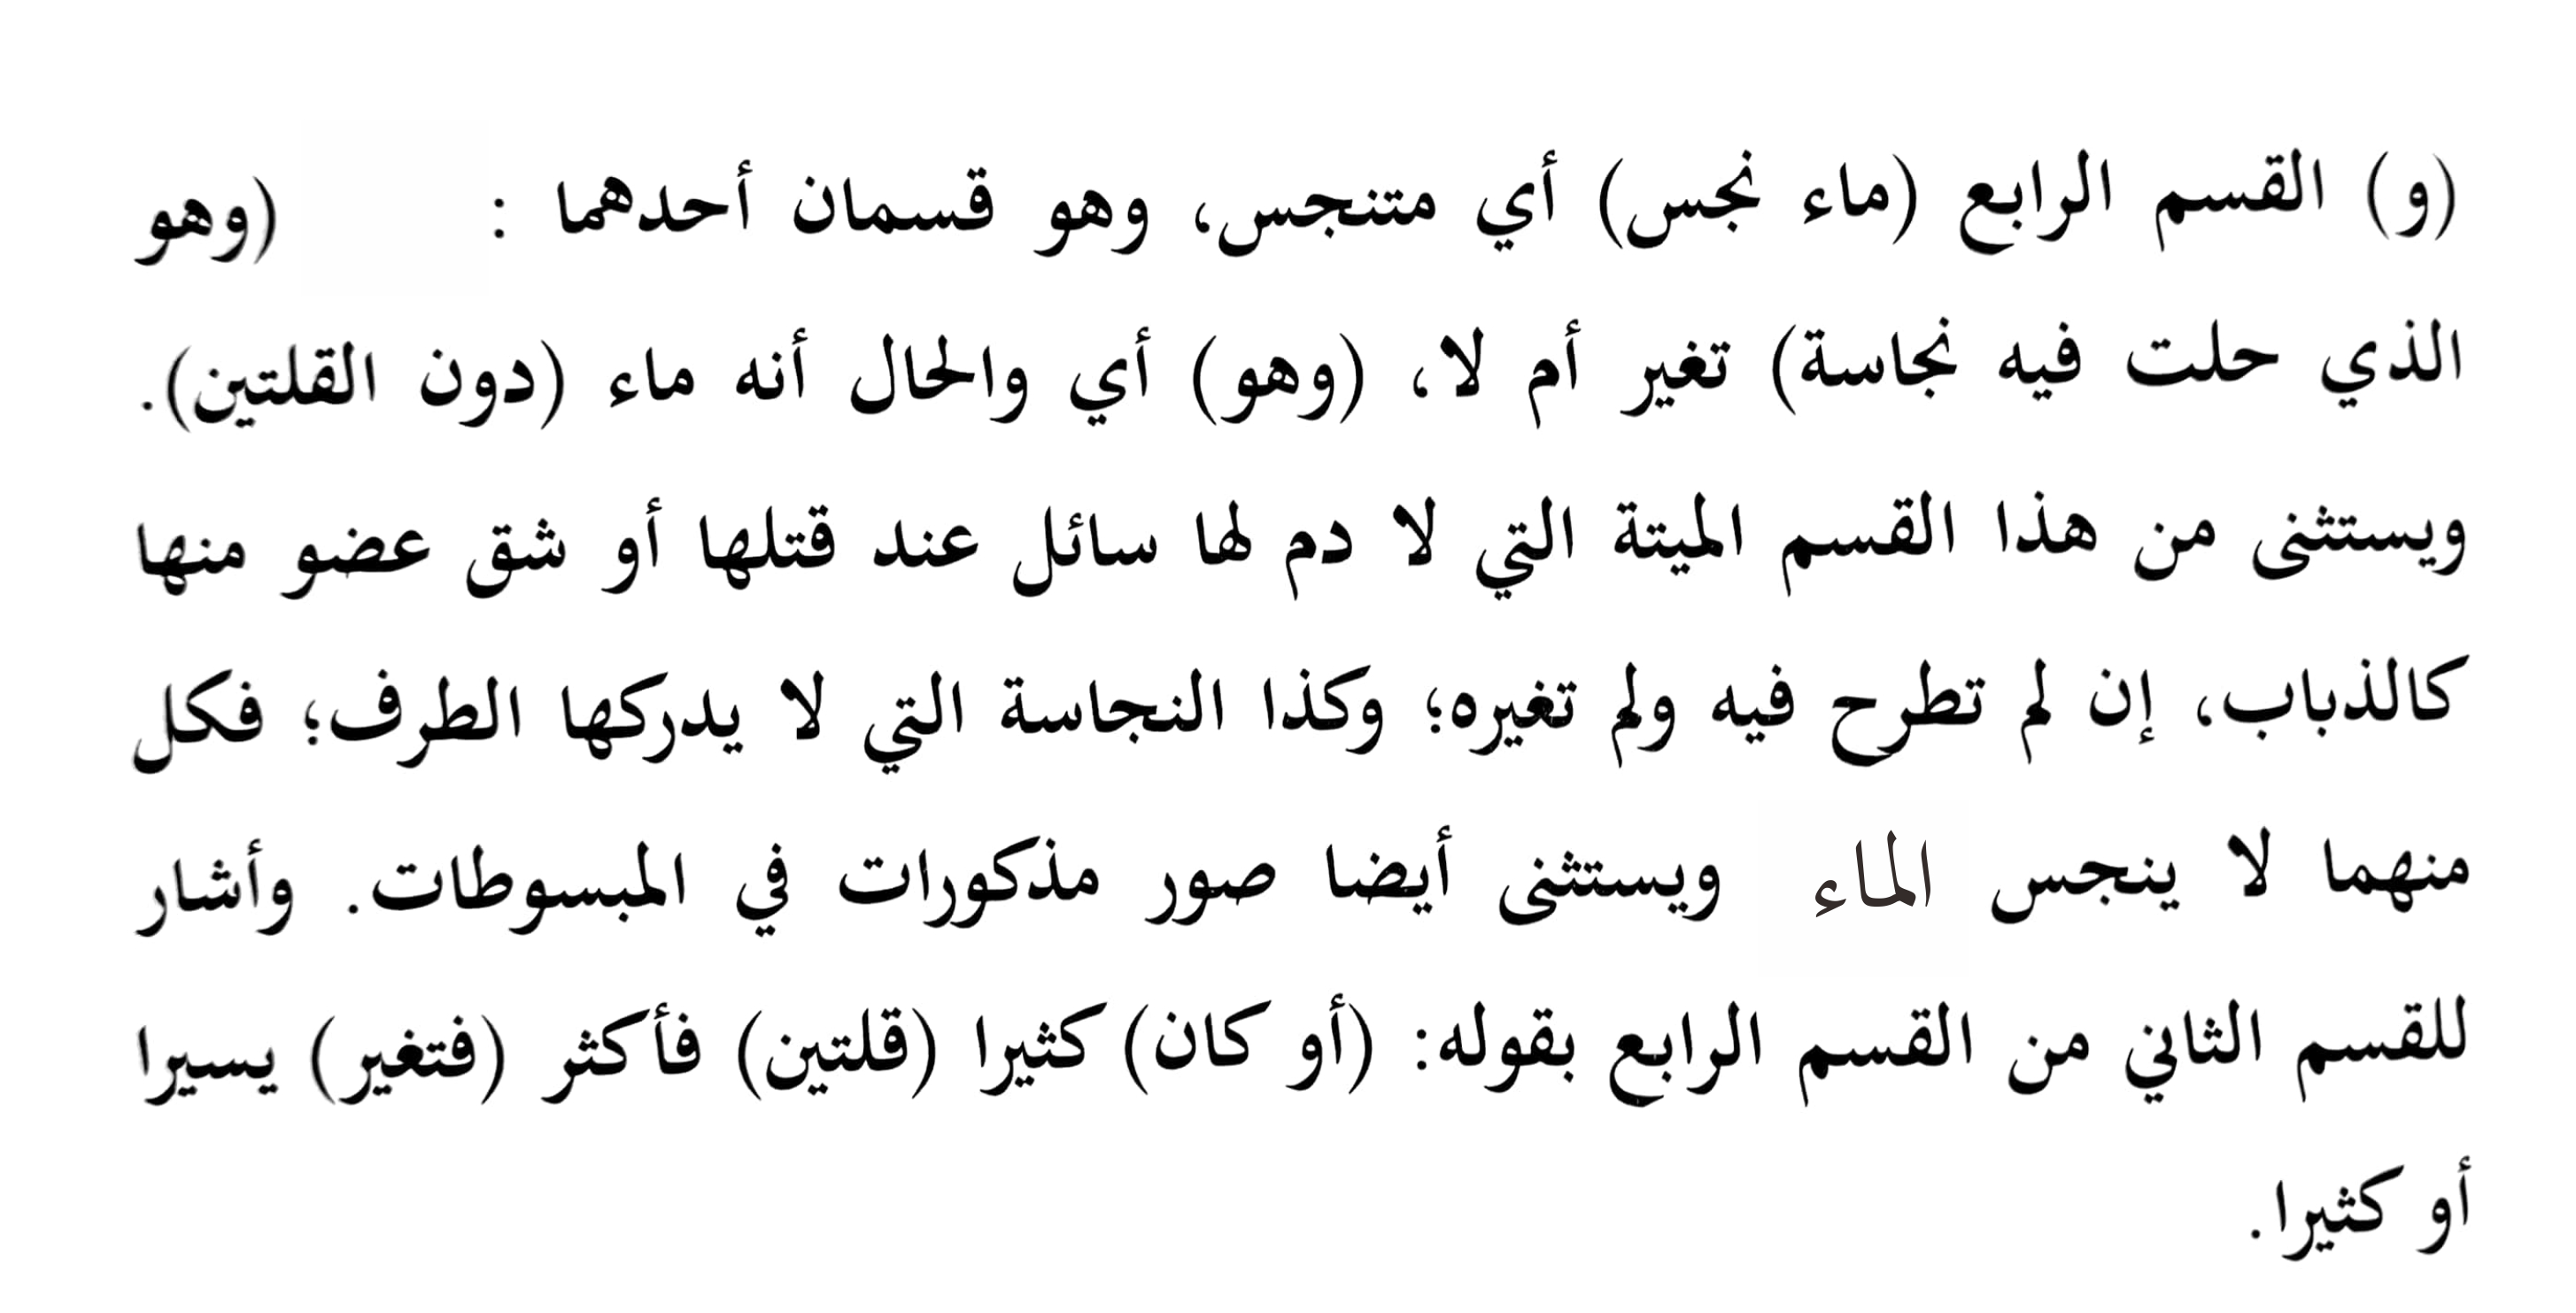 (و) القسم الرابع (ماء نجس) أي متنجس، وهو قسمان أحدهما : (وهو
الذي حلت فيه نجاسة) تغير أم لا، (وهو) أي والحال أنه ماء (دون القلتين).
ويستثنى من هذا القسم الميتة التي لا دم لها سائل عند قتلها أو شق عضو منها
كالذباب، إن لم تطرح فيه ولم تغيره؛ وكذا النجاسة التي لا يدركها الطرف؛ فكل
منهما لا ينجس الماء ويستثنى أيضا صور مذكورات في المبسوطات. وأشار
للقسم الثاني من القسم الرابع بقوله: (أو كان) كثيرا (قلتين) فأكثر (فتغير) يسيرا
أو كثيرا.